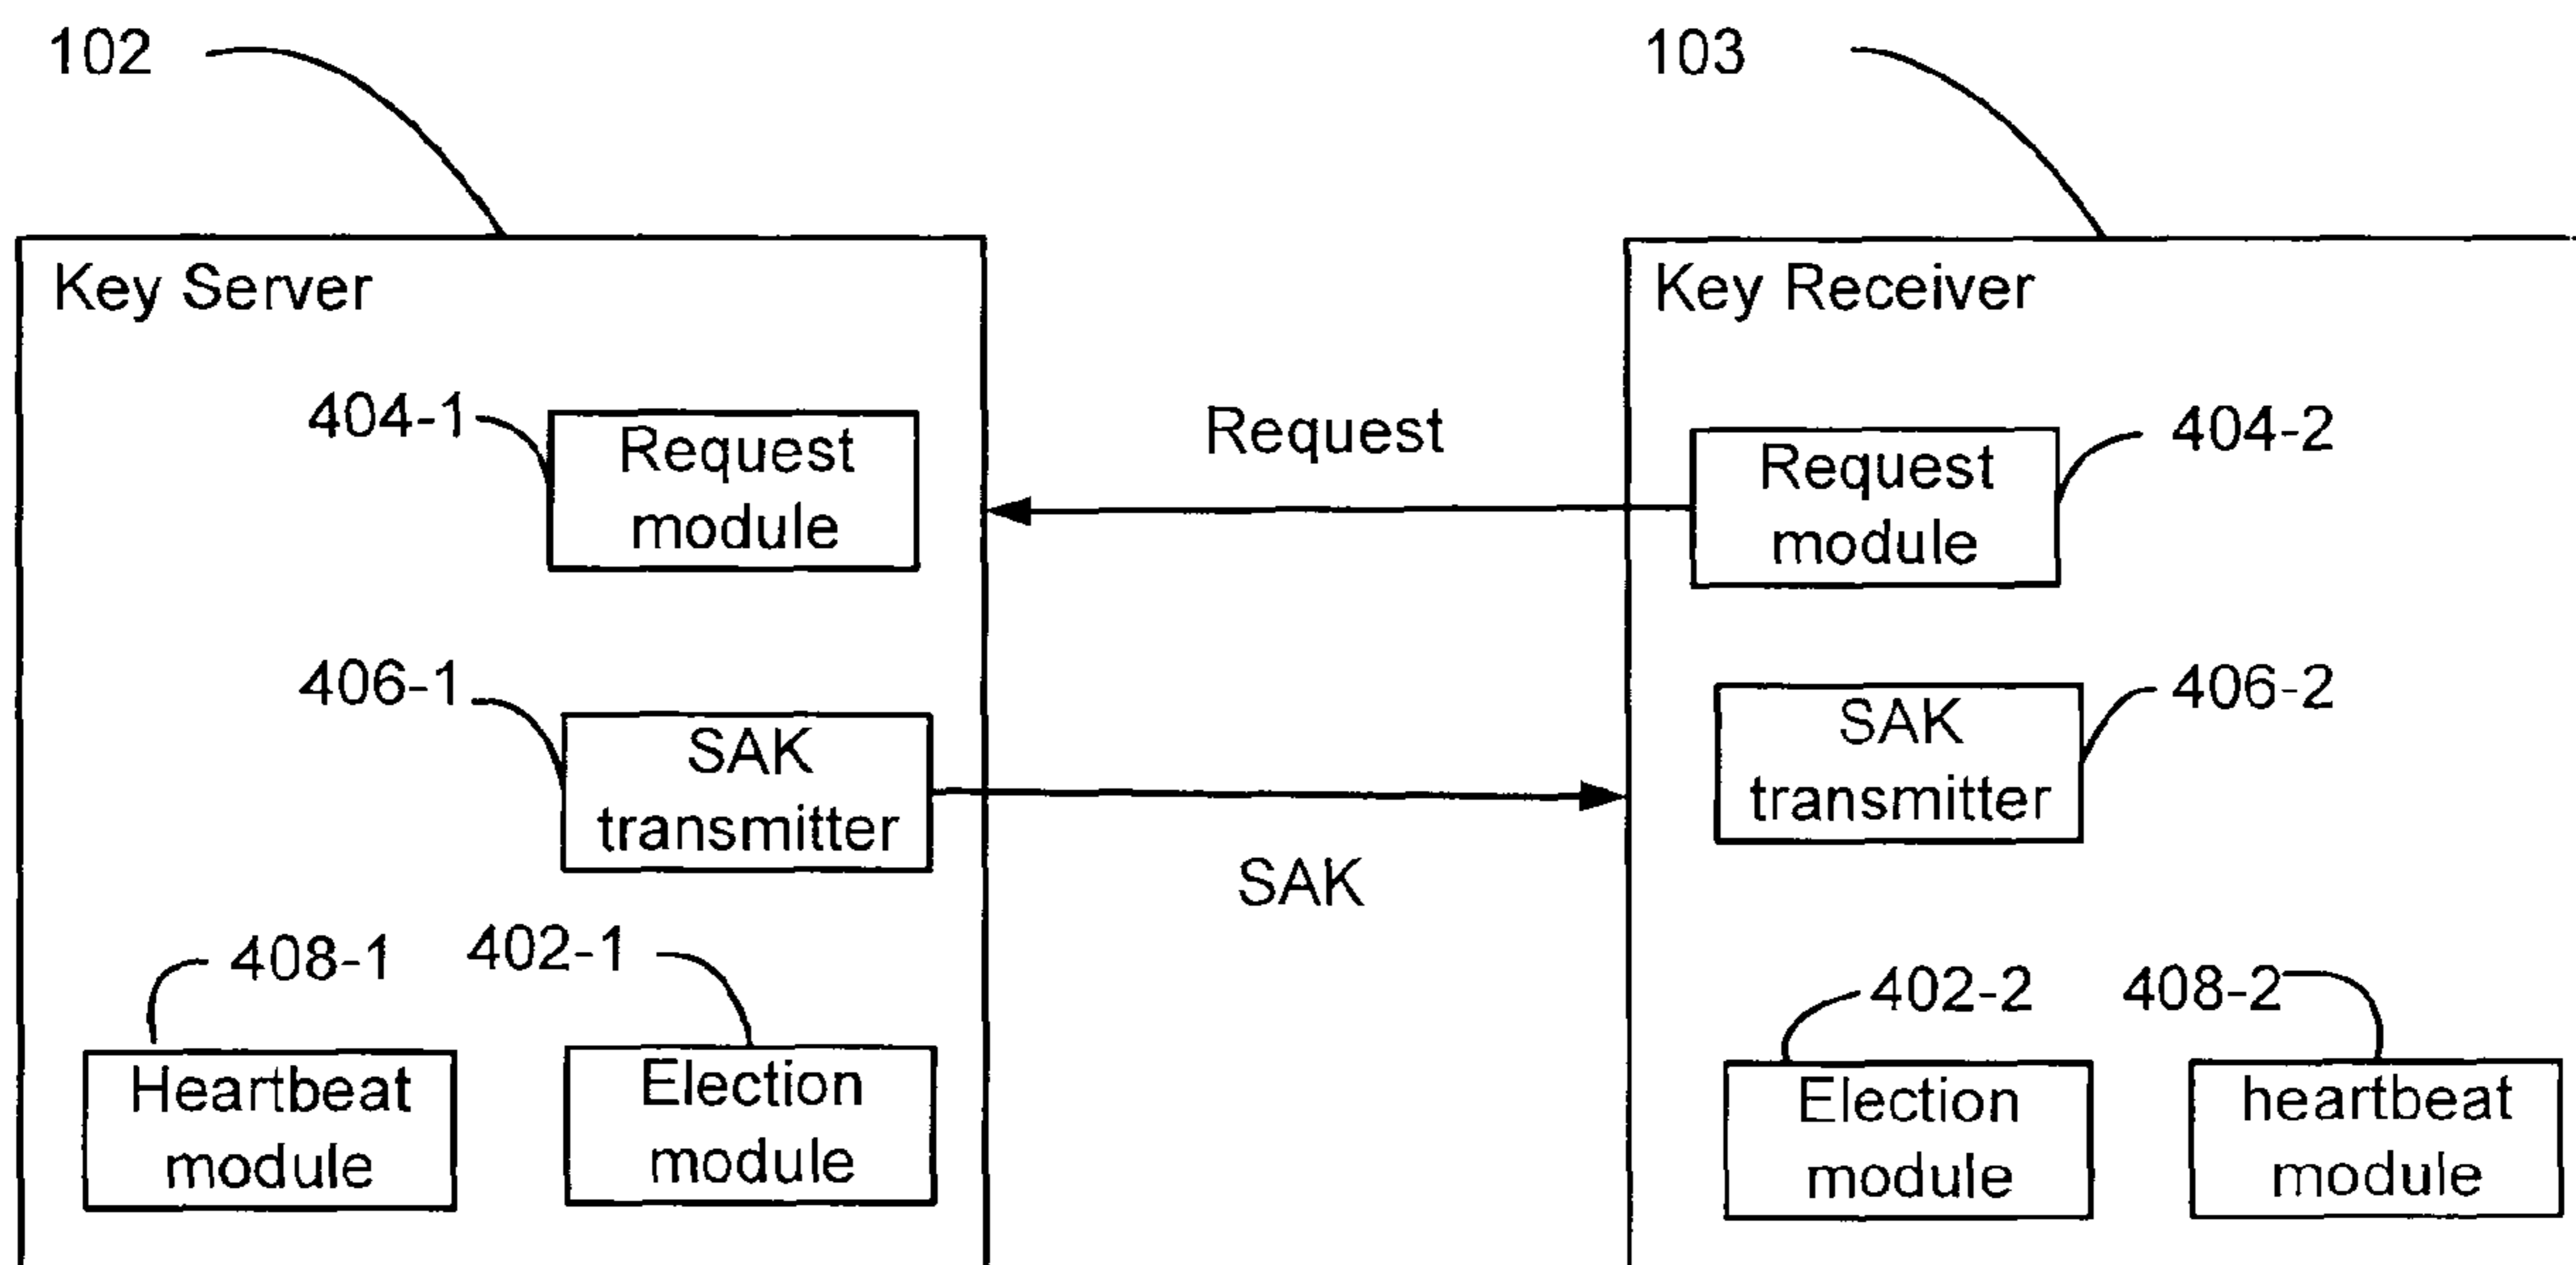 102
103
Key Server
Key Receiver
404-1
Request
module
Request
Request
module
404-2
406-1
SAK
transmitter
SAK
SAK
transmitter
406-2
408-1
402-1
402-2
408-2
Heartbeat
module
Election
module
Election
module
heartbeat
module